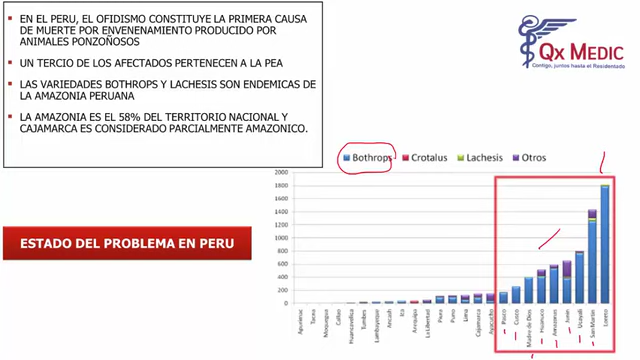 EN EL PERU, EL OFIDISMO CONSTITUYE LA PRIMERA CAUSA
DE MUERTE POR ENVENENAMIENTO PRODUCIDO POR
ANIMALES PONZOÑOSOS
UN TERCIO DE LOS AFECTADOS PERTENECEN A LA PEA
LAS VARIEDADES BOTHROPS Y LACHESIS SON ENDEMICAS DE
LA AMAZONIA PERUANA
LA AMAZONIA ES EL 58% DEL TERRITORIO NACIONAL Y
CAJAMARCA ES CONSIDERADO PARCIALMENTE AMAZONICO.
Qx MEDIC
Contigo, juntos hasta el Residentado
ESTADO DEL PROBLEMA EN PERU
Bothrops Crotalus Lachesis Otros
2000
1800
1600
1400
1200
1000
800
600
400
200
0
Apurimac
Tacna
Moquegua
Callao
Huancavelica
Tumbes
Lambayeque
Ancash
Ica
Arequipa
La Libertad
Piura
Puno
Lima
Cajamarca
Ayacucho
Pasco
Cusco
Madre de Dios
Huanuco
Amazonas
Junin
Ucayali
San Martin
Loreto